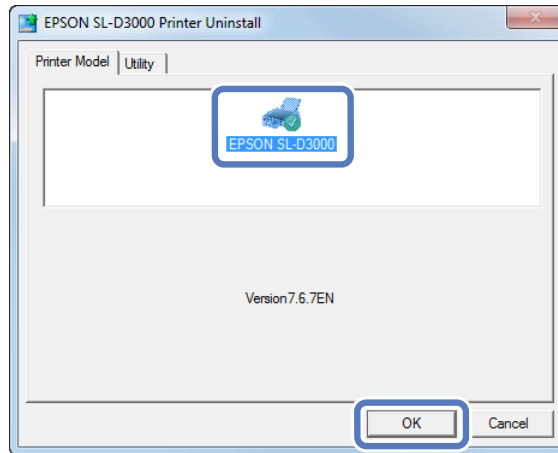 EPSON SL-D3000 Printer Uninstall
Printer Model Utility
EPSON SL-D3000
Version7.6.7EN
OK Cancel